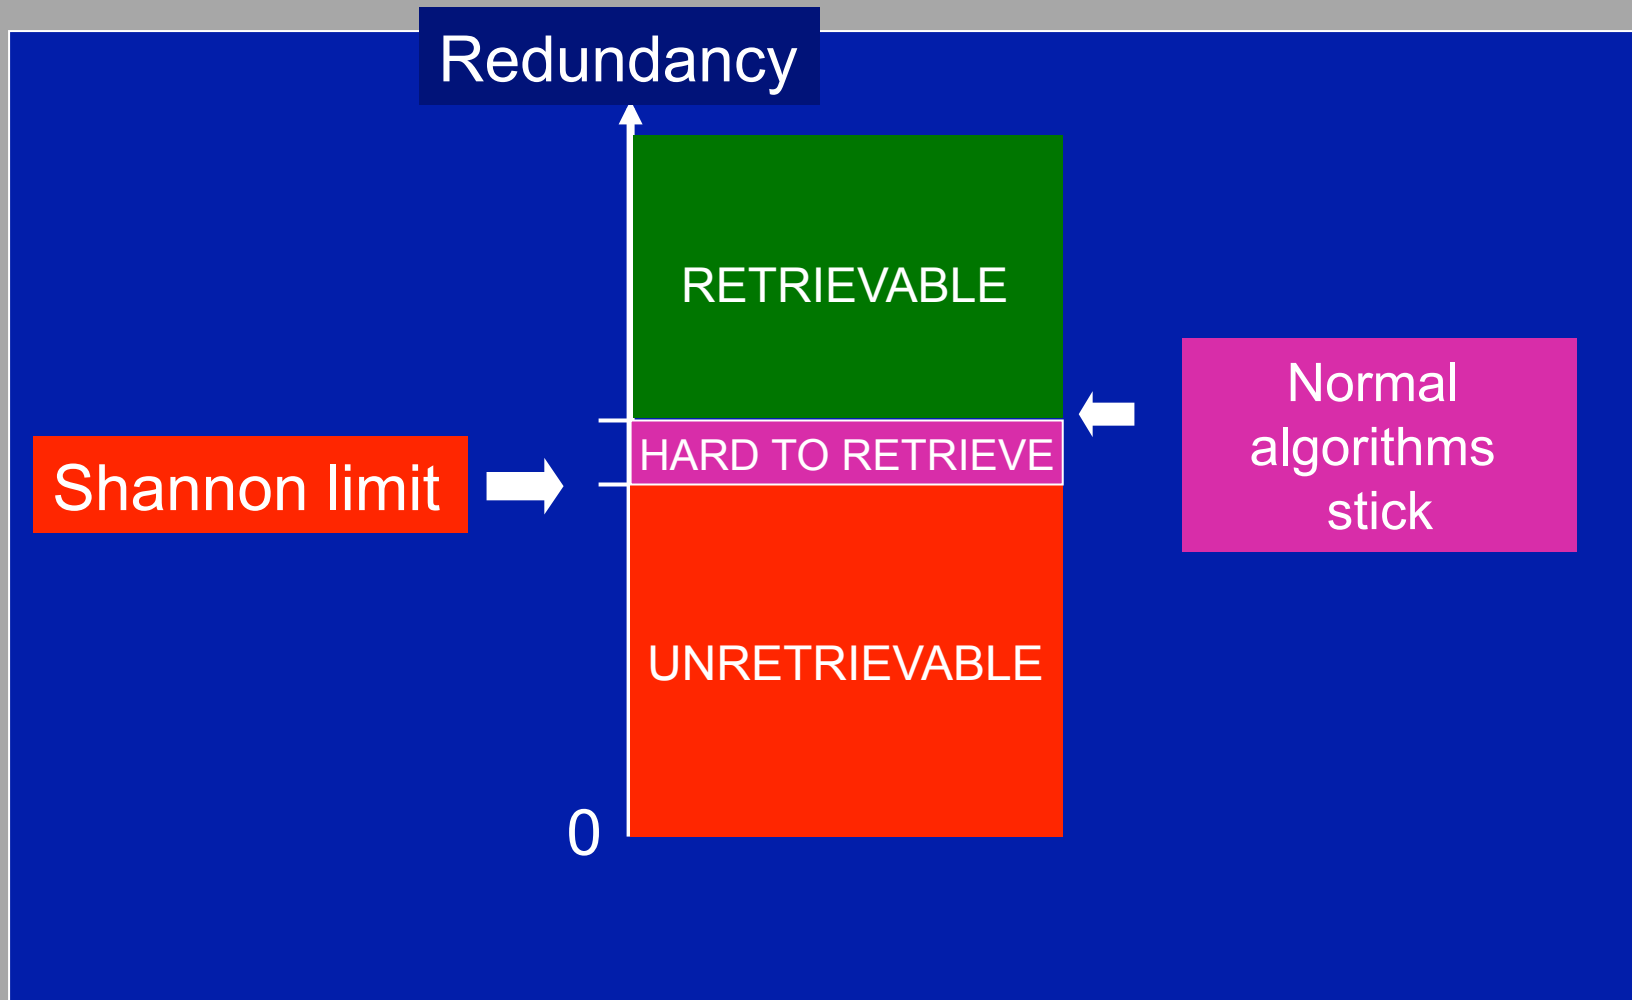 Redundancy
RETRIEVABLE
Normal
algorithms
stick
HARD TO RETRIEVE
Shannon limit
UNRETRIEVABLE
0